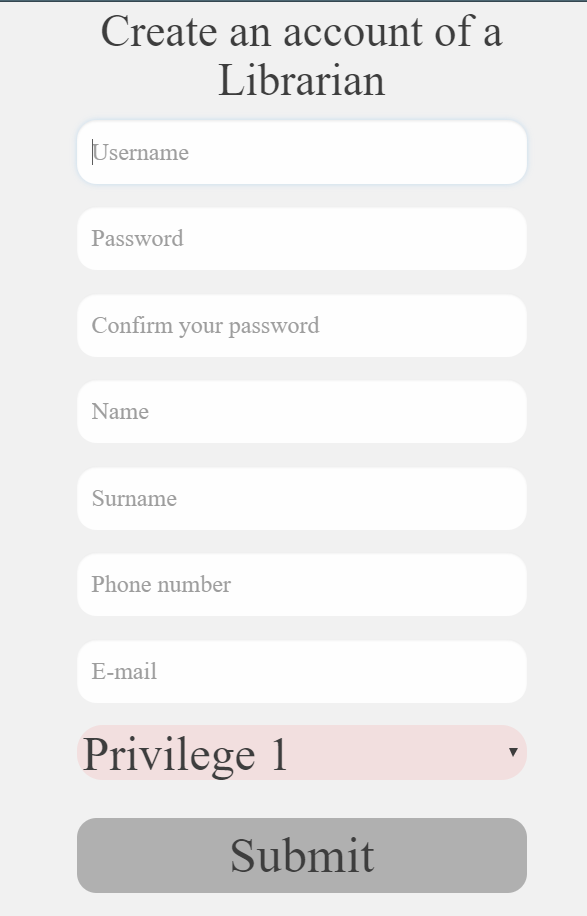 Create an account of a
Librarian
Username
Password
Confirm your password
Name
Surname
Phone number
E-mail
Privilege 1
Submit